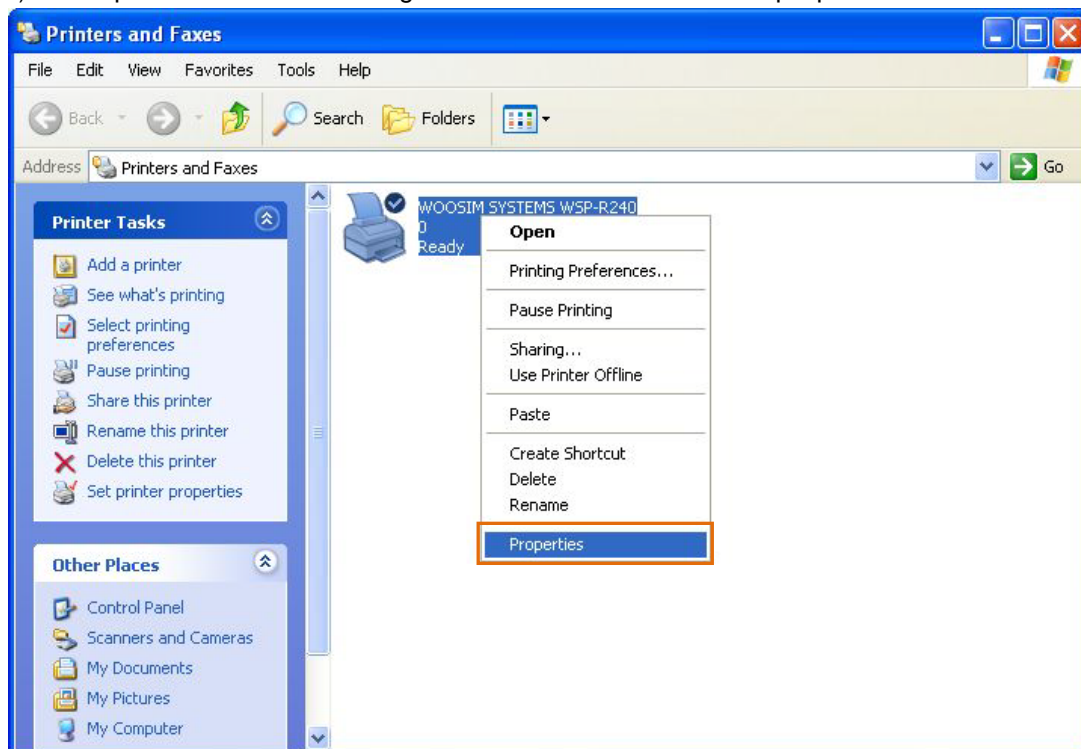 Printers and Faxes
File Edit View Favorites Tools Help
Back Search Folders
Address Printers and Faxes Go
Printer Tasks
Add a printer
See what's printing
Select printing
preferences
Pause printing
Share this printer
Rename this printer
Delete this printer
Set printer properties
Other Places
Control Panel
Scanners and Cameras
My Documents
My Pictures
My Computer
WOOSIM SYSTEMS WSP-R240
0
Ready
Open
Printing Preferences...
Pause Printing
Sharing...
Use Printer Offline
Paste
Create Shortcut
Delete
Rename
Properties